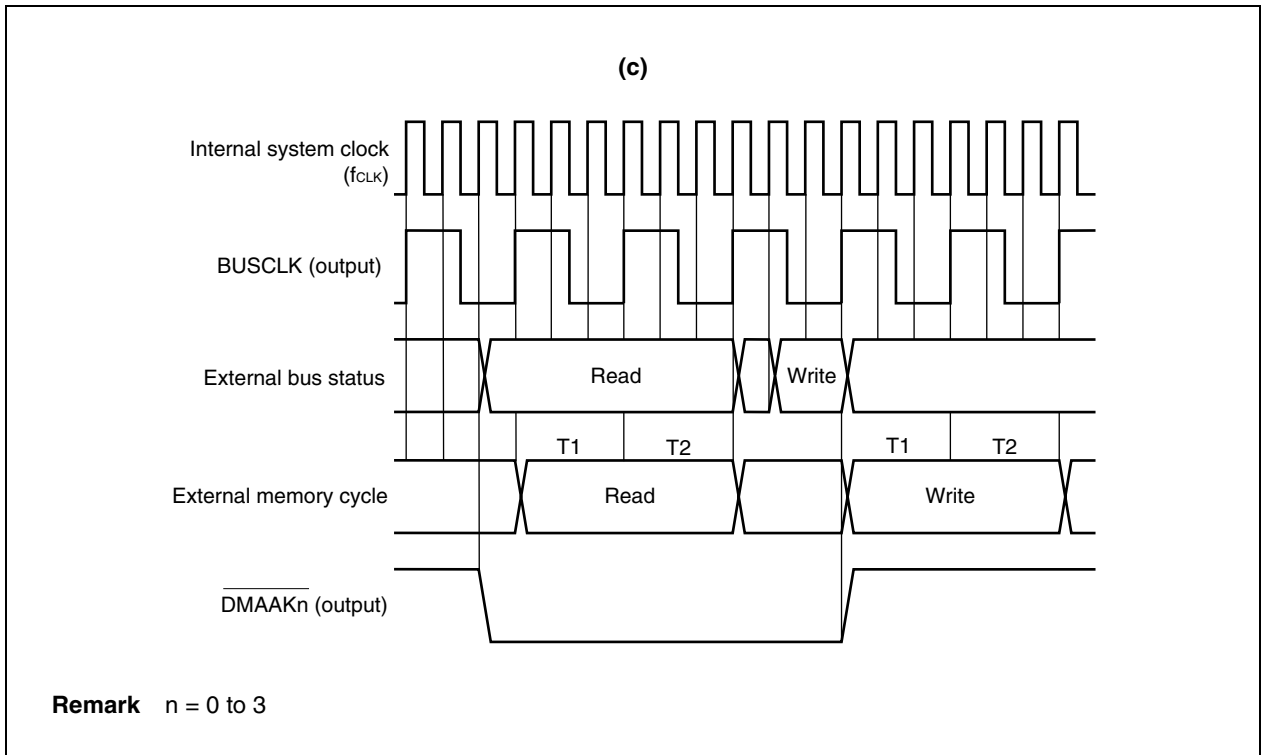 (c)
Internal system clock
(fCLK)
BUSCLK (output)
External bus status
Read
Write
T1
T2
T1
T2
External memory cycle
Read
Write
DMAAKn (output)
Remark n = 0 to 3